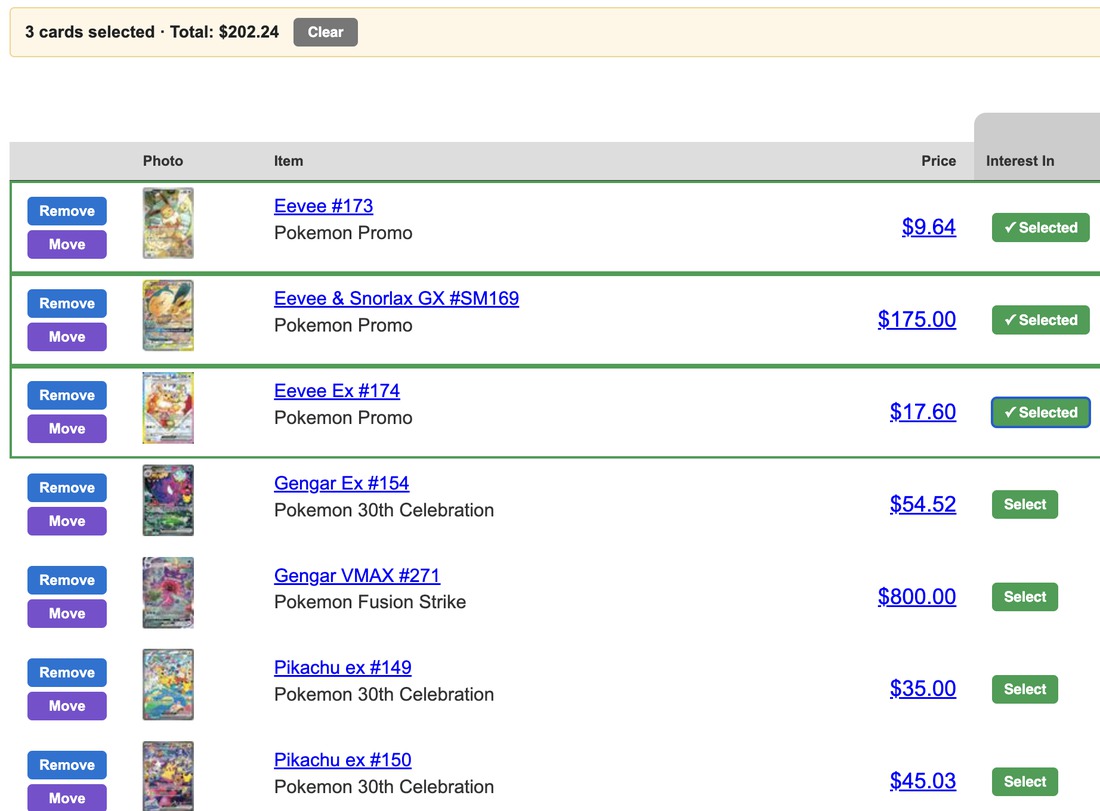 3 cards selected · Total: $202.24 Clear
Photo Item Price Interest In
Remove Eevee #173
Move Pokemon Promo $9.64 ✓ Selected
Remove Eevee & Snorlax GX #SM169
Move Pokemon Promo $175.00 ✓ Selected
Remove Eevee Ex #174
Move Pokemon Promo $17.60 ✓ Selected
Remove Gengar Ex #154
Move Pokemon 30th Celebration $54.52 Select
Remove Gengar VMAX #271
Move Pokemon Fusion Strike $800.00 Select
Remove Pikachu ex #149
Move Pokemon 30th Celebration $35.00 Select
Remove Pikachu ex #150
Move Pokemon 30th Celebration $45.03 Select